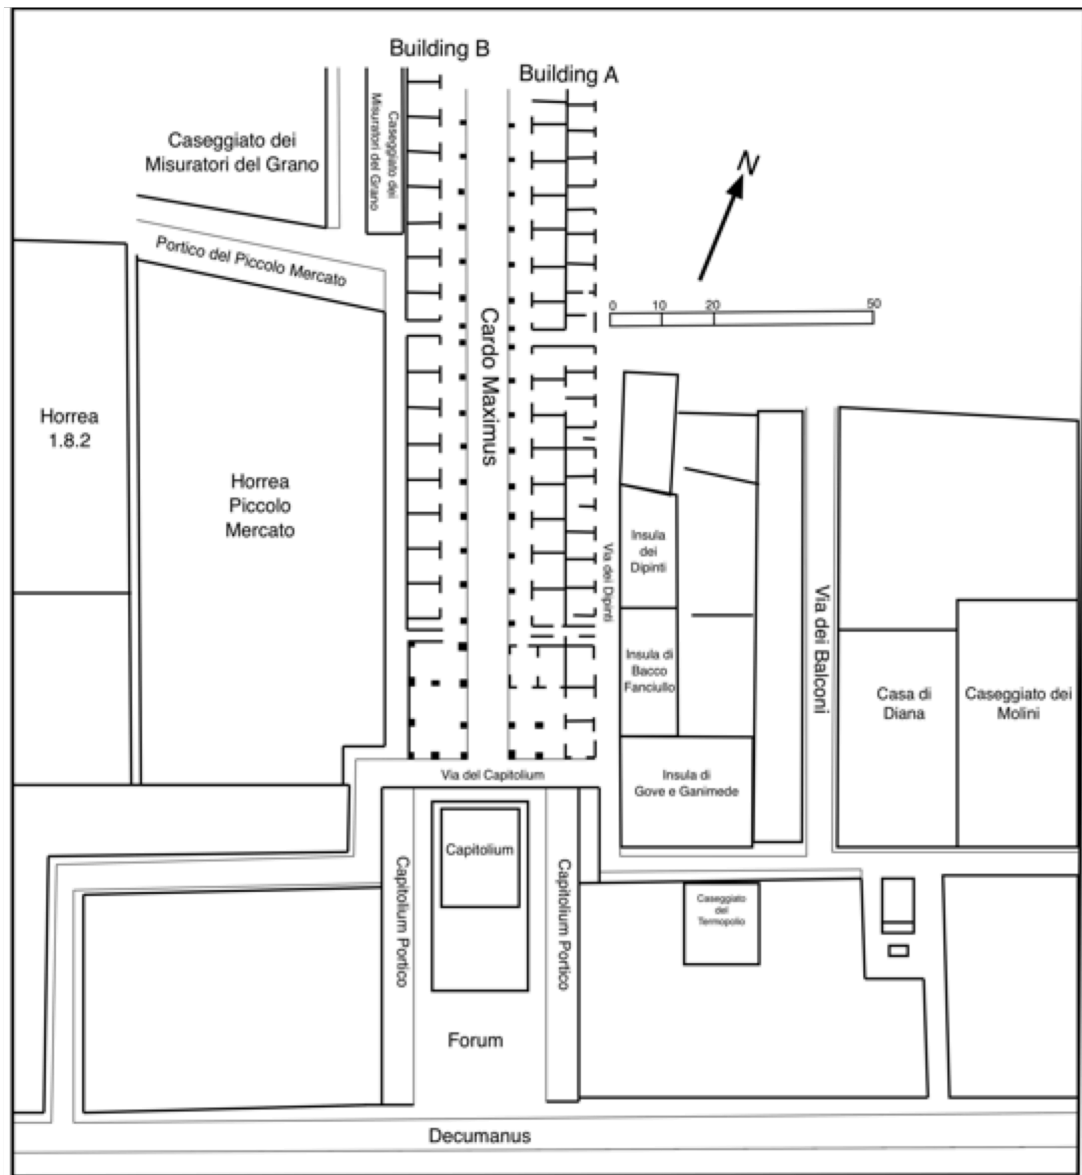 Building B
Building A
Caseggiato dei
Misuratori del Grano
Caseggiato dei
Misuratori del Grano
N
Portico del Piccolo Mercato
0 10 20 50
Cardo Maximus
Horrea
1.8.2
Horrea
Piccolo
Mercato
Insula
dei
Dipinti
Via dei Dipinti
Via dei Balconi
Insula di
Bacco
Fanciullo
Casa di
Diana
Caseggiato dei
Molini
Via del Capitolium
Insula di
Gove e Ganimede
Capitolium
Capitolium Portico
Capitolium Portico
Caseggiato
del
Termopolio
Forum
Decumanus